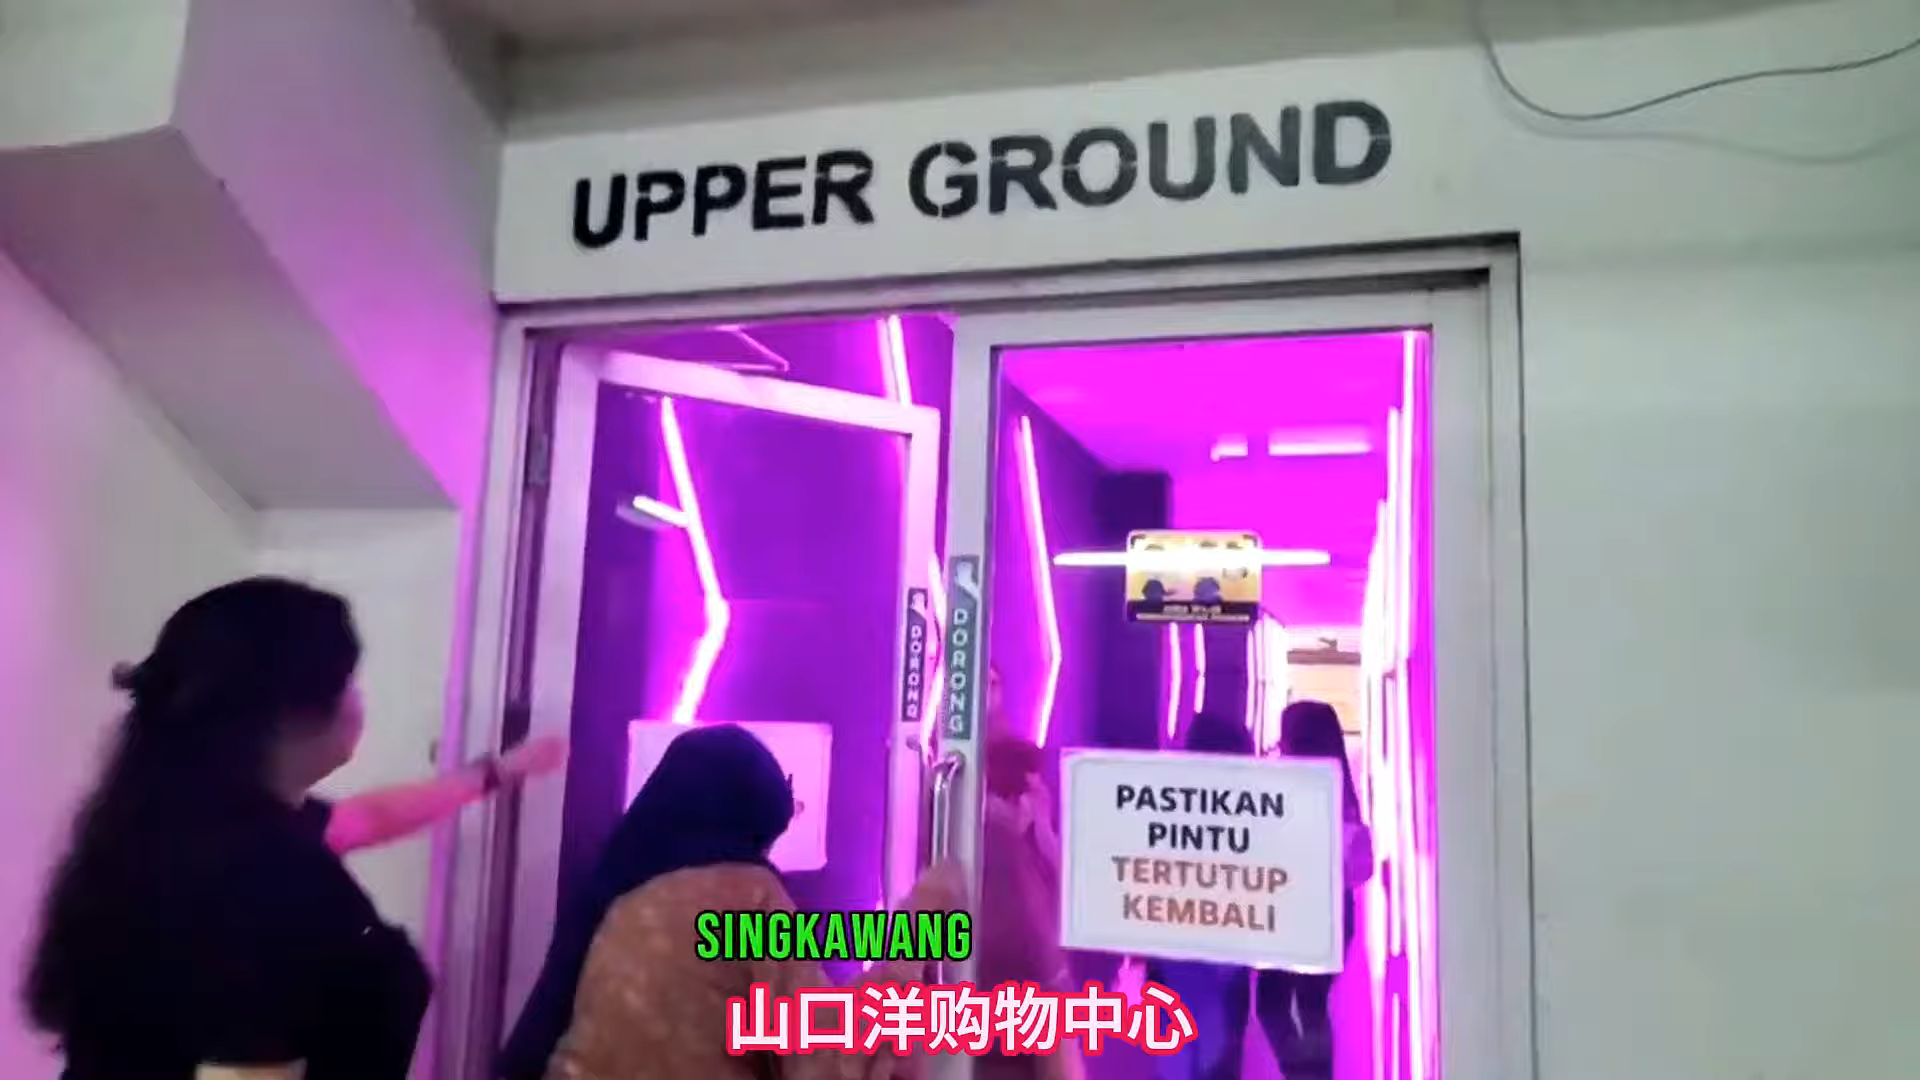 UPPER GROUND
DORONG
DORONG
PASTIKAN
PINTU
TERTUTUP
KEMBALI
SINGKAWANG
山口洋购物中心